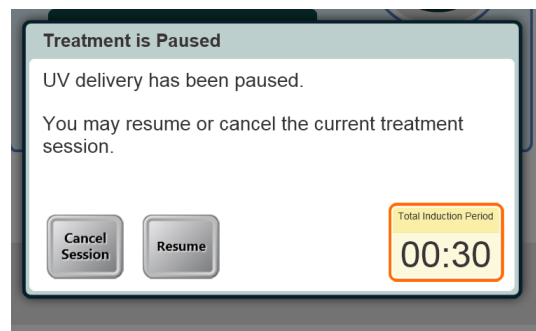 Treatment is Paused
UV delivery has been paused.
You may resume or cancel the current treatment
session.
Cancel
Session
Resume
Total Induction Period
00:30